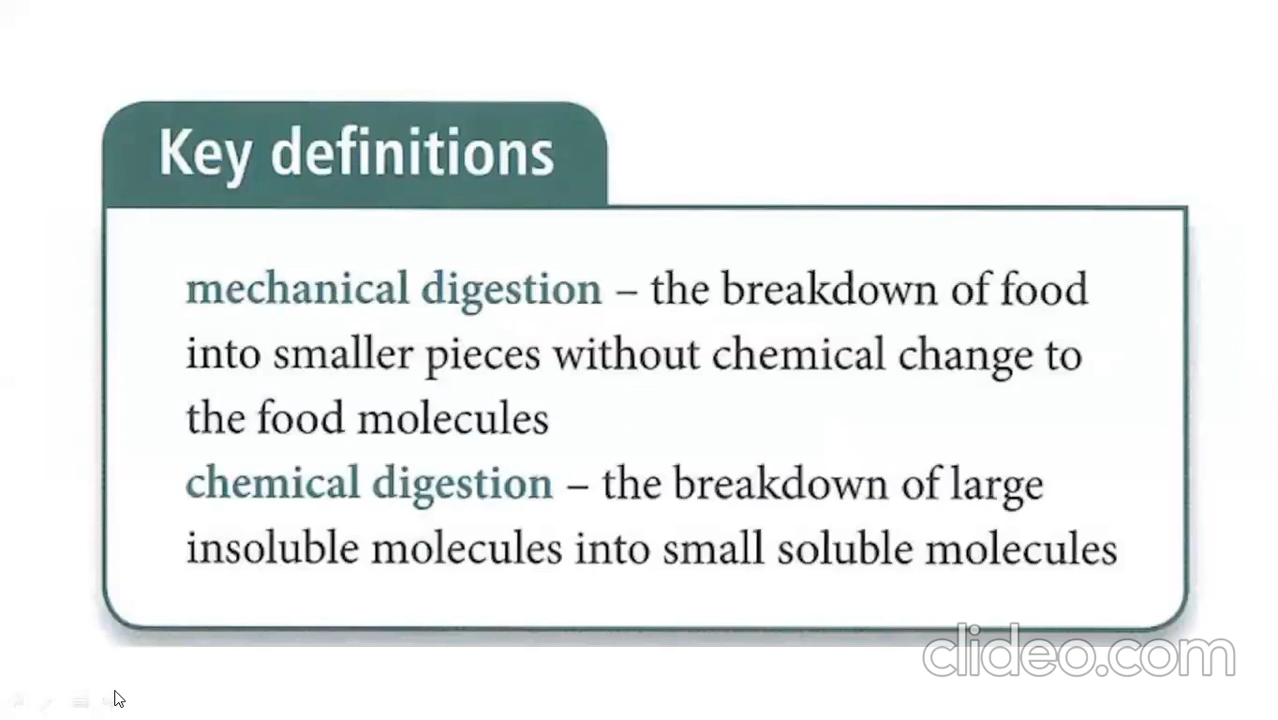 Key definitions
mechanical digestion – the breakdown of food
into smaller pieces without chemical change to
the food molecules
chemical digestion – the breakdown of large
insoluble molecules into small soluble molecules
clideo.com